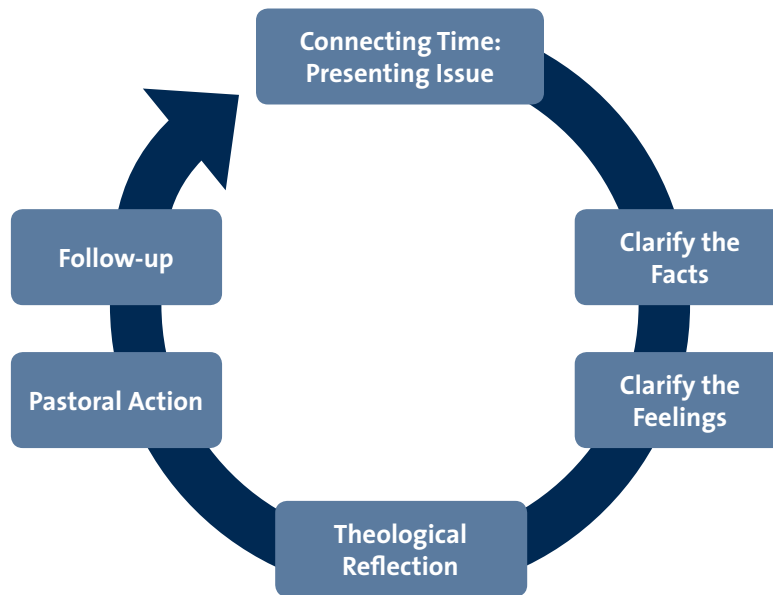 Connecting Time:
Presenting Issue
Clarify the
Facts
Clarify the
Feelings
Theological
Reflection
Pastoral Action
Follow-up